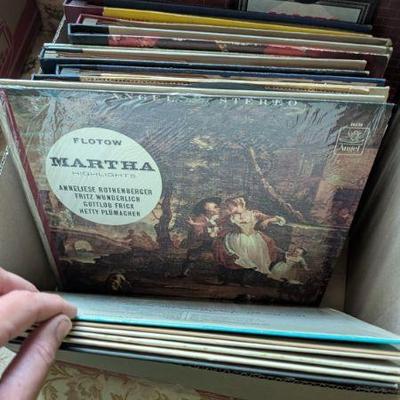 ANGEL STEREO
Angel
FLOTOW
MARTHA
HIGHLIGHTS
ANNELIESE ROTHENBERGER
FRITZ WUNDERLICH
GOTTLOB FRICK
HETTY PLÜMACHER